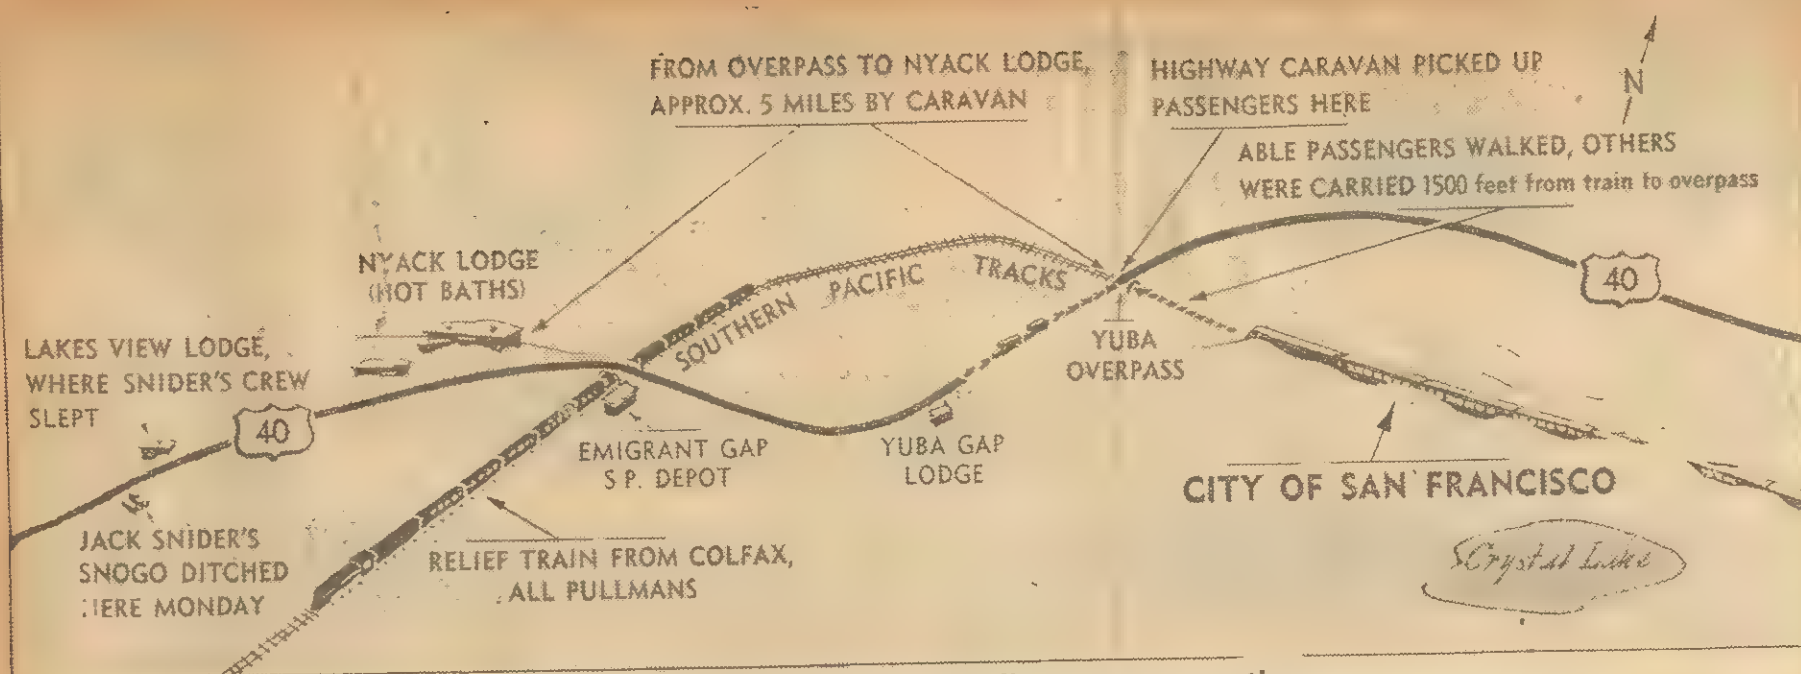 FROM OVERPASS TO NYACK LODGE,
APPROX. 5 MILES BY CARAVAN
HIGHWAY CARAVAN PICKED UP
PASSENGERS HERE
N
ABLE PASSENGERS WALKED, OTHERS
WERE CARRIED 1500 feet from train to overpass
NYACK LODGE
(HOT BATHS)
SOUTHERN PACIFIC TRACKS
40
LAKES VIEW LODGE,
WHERE SNIDER'S CREW
SLEPT
40
YUBA
OVERPASS
EMIGRANT GAP
S.P. DEPOT
YUBA GAP
LODGE
CITY OF SAN FRANCISCO
JACK SNIDER'S
SNOGO DITCHED
HERE MONDAY
RELIEF TRAIN FROM COLFAX,
ALL PULLMANS
Crystal Lake